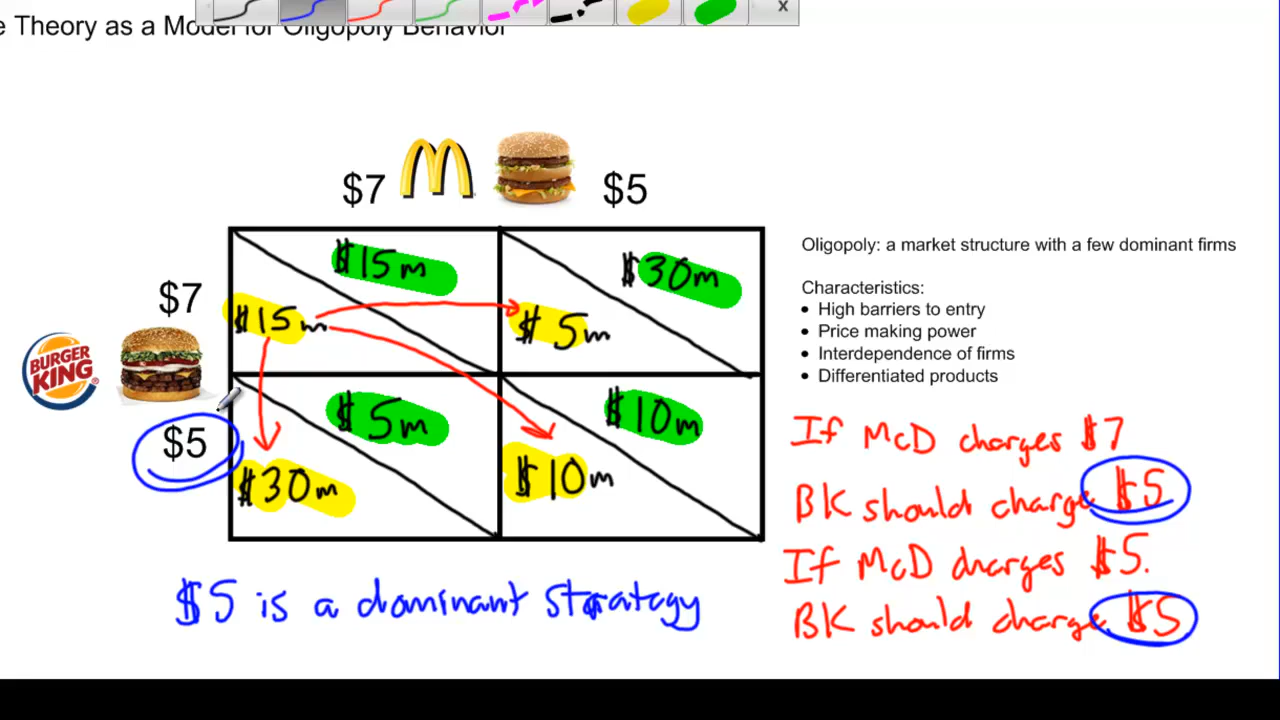 e Theory as a Model for Oligopoly Behavior
x
$7
$5
$15m
$30m
Oligopoly: a market structure with a few dominant firms
$7
$15m
$5m
Characteristics:
• High barriers to entry
• Price making power
• Interdependence of firms
• Differentiated products
BURGER
KING
®
$5
$5m
$10m
$30m
$10m
If McD charges $7
BK should charge $5
If McD charges $5.
BK should charge $5
$5 is a dominant stratagy